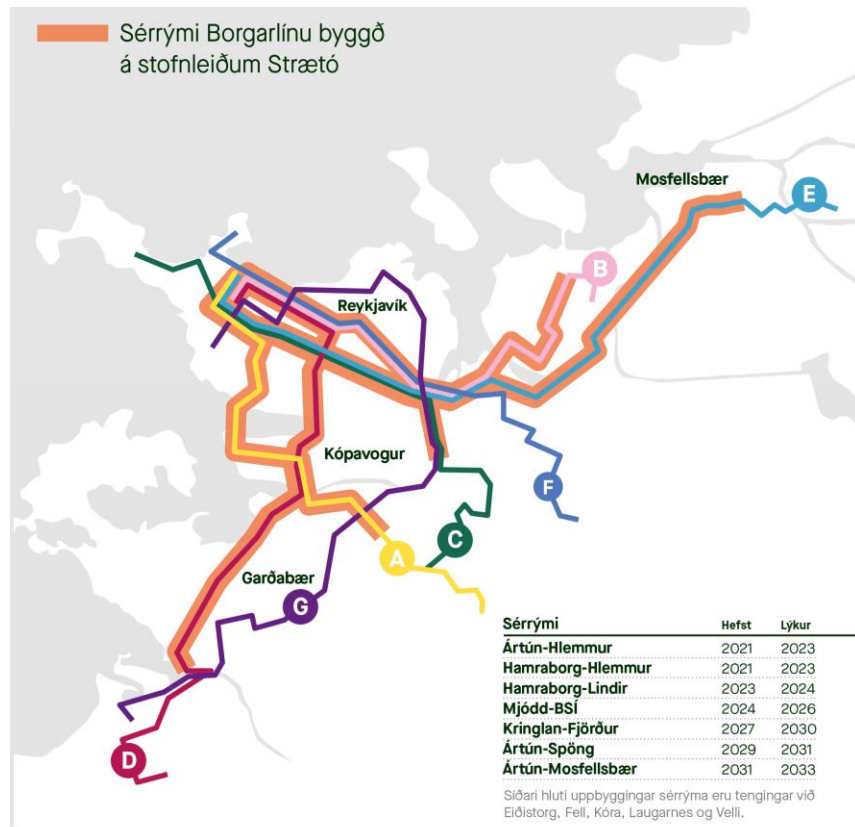 Sérrými Borgarlínu byggð
á stofnleiðum Strætó
Mosfellsbær
E
B
Reykjavík
Kópavogur
F
C
A
Garðabær
G
D
Sérrými Hefst Lýkur
Ártún-Hlemmur 2021 2023
Hamraborg-Hlemmur 2021 2023
Hamraborg-Lindir 2023 2024
Mjódd-BSÍ 2024 2026
Kringlan-Fjörður 2027 2030
Ártún-Spöng 2029 2031
Ártún-Mosfellsbær 2031 2033
Síðari hluti uppbyggingar sérrýma eru tengingar við
Eiðistorg, Fell, Kóra, Laugarnes og Velli.